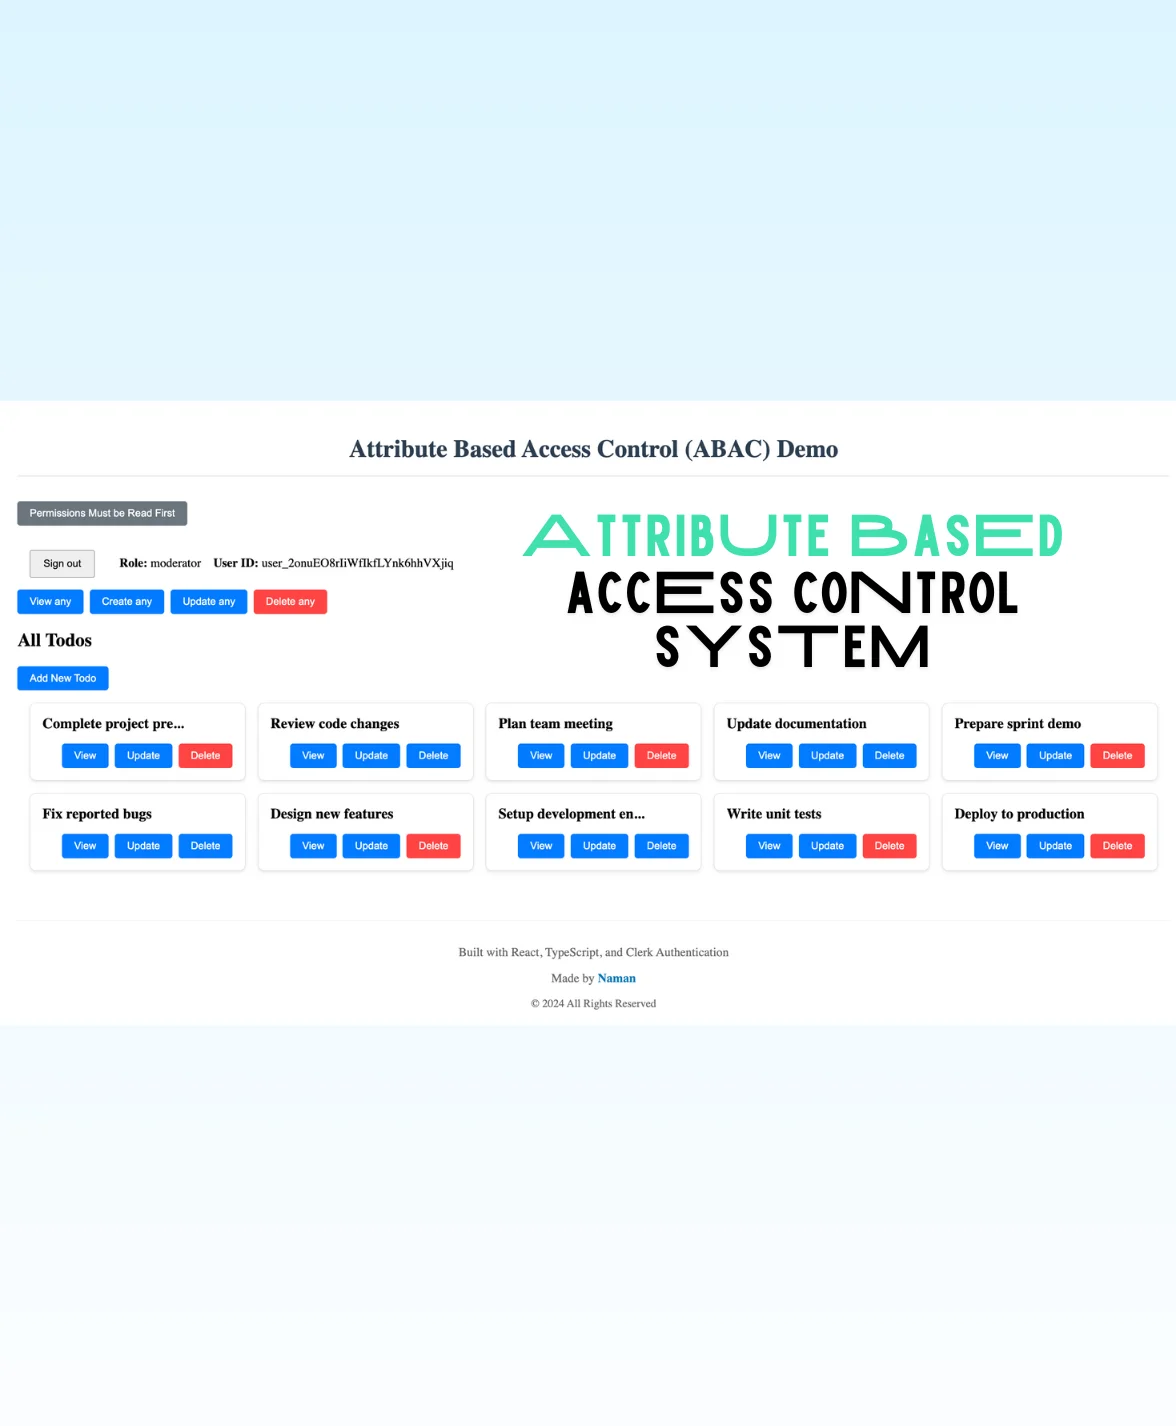 Attribute Based Access Control (ABAC) Demo
Permissions Must be Read First
Sign out Role: moderator User ID: user_2onuEO8rIiWfIkfLYnk6hhVXjiq
View any Create any Update any Delete any
All Todos
Add New Todo
ATTRIBUTE BASED
ACCESS CONTROL
SYSTEM
Complete project pre...
View Update Delete
Review code changes
View Update Delete
Plan team meeting
View Update Delete
Update documentation
View Update Delete
Prepare sprint demo
View Update Delete
Fix reported bugs
View Update Delete
Design new features
View Update Delete
Setup development en...
View Update Delete
Write unit tests
View Update Delete
Deploy to production
View Update Delete
Built with React, TypeScript, and Clerk Authentication
Made by Naman
© 2024 All Rights Reserved